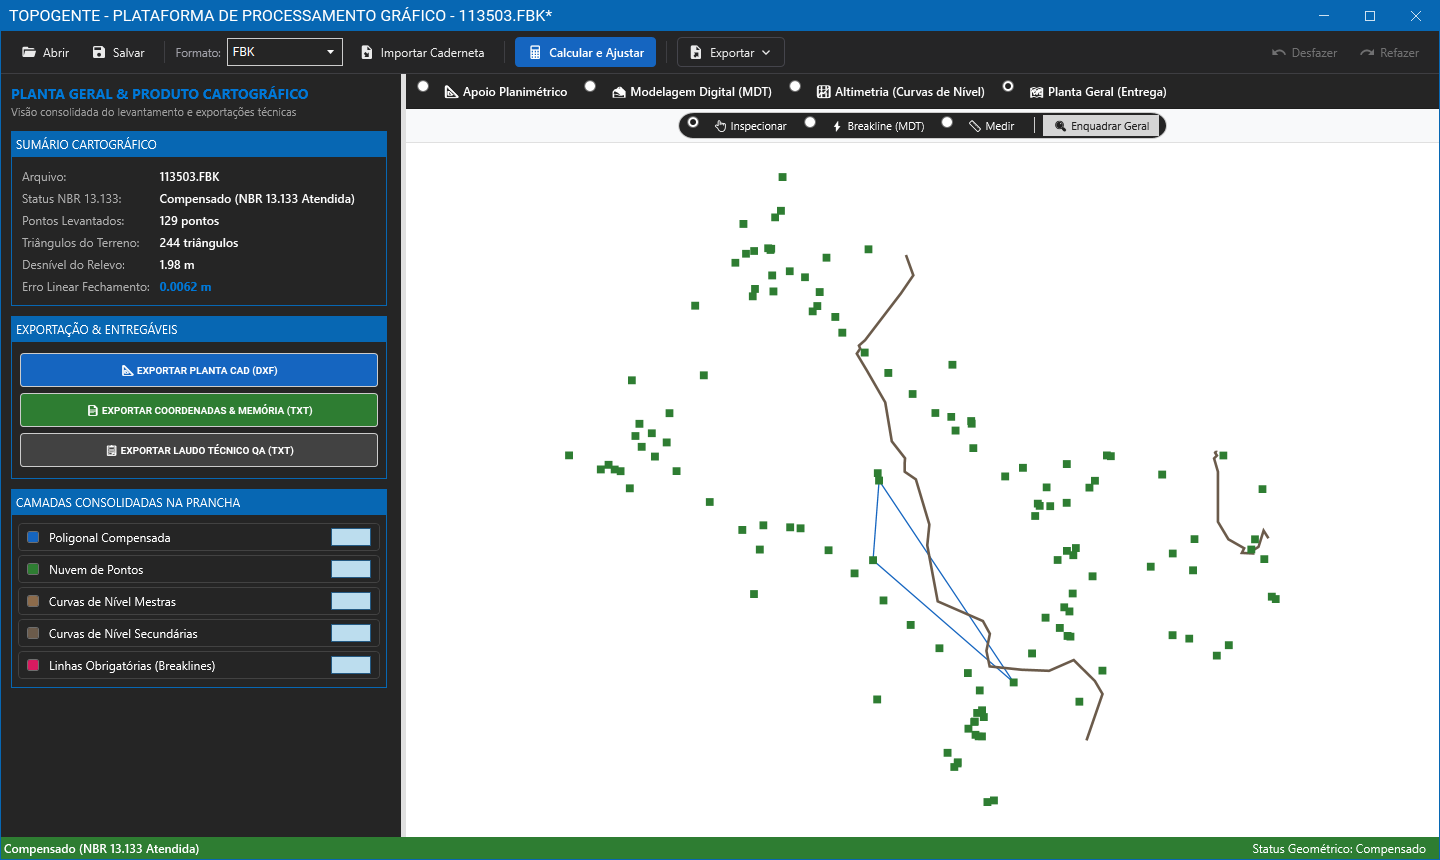 TOPOGENTE - PLATAFORMA DE PROCESSAMENTO GRÁFICO - 113503.FBK*
Abrir Salvar Formato: FBK Importar Caderneta Calcular e Ajustar Exportar Desfazer Refazer
PLANTA GERAL & PRODUTO CARTOGRÁFICO
Visão consolidada do levantamento e exportações técnicas
SUMÁRIO CARTOGRÁFICO
Arquivo: 113503.FBK
Status NBR 13.133: Compensado (NBR 13.133 Atendida)
Pontos Levantados: 129 pontos
Triângulos do Terreno: 244 triângulos
Desnível do Relevo: 1.98 m
Erro Linear Fechamento: 0.0062 m
EXPORTAÇÃO & ENTREGÁVEIS
EXPORTAR PLANTA CAD (DXF)
EXPORTAR COORDENADAS & MEMÓRIA (TXT)
EXPORTAR LAUDO TÉCNICO QA (TXT)
CAMADAS CONSOLIDADAS NA PRANCHA
Poligonal Compensada
Nuvem de Pontos
Curvas de Nível Mestras
Curvas de Nível Secundárias
Linhas Obrigatórias (Breaklines)
Apoio Planimétrico Modelagem Digital (MDT) Altimetria (Curvas de Nível) Planta Geral (Entrega)
Inspecionar Breakline (MDT) Medir Enquadrar Geral
Compensado (NBR 13.133 Atendida) Status Geométrico: Compensado